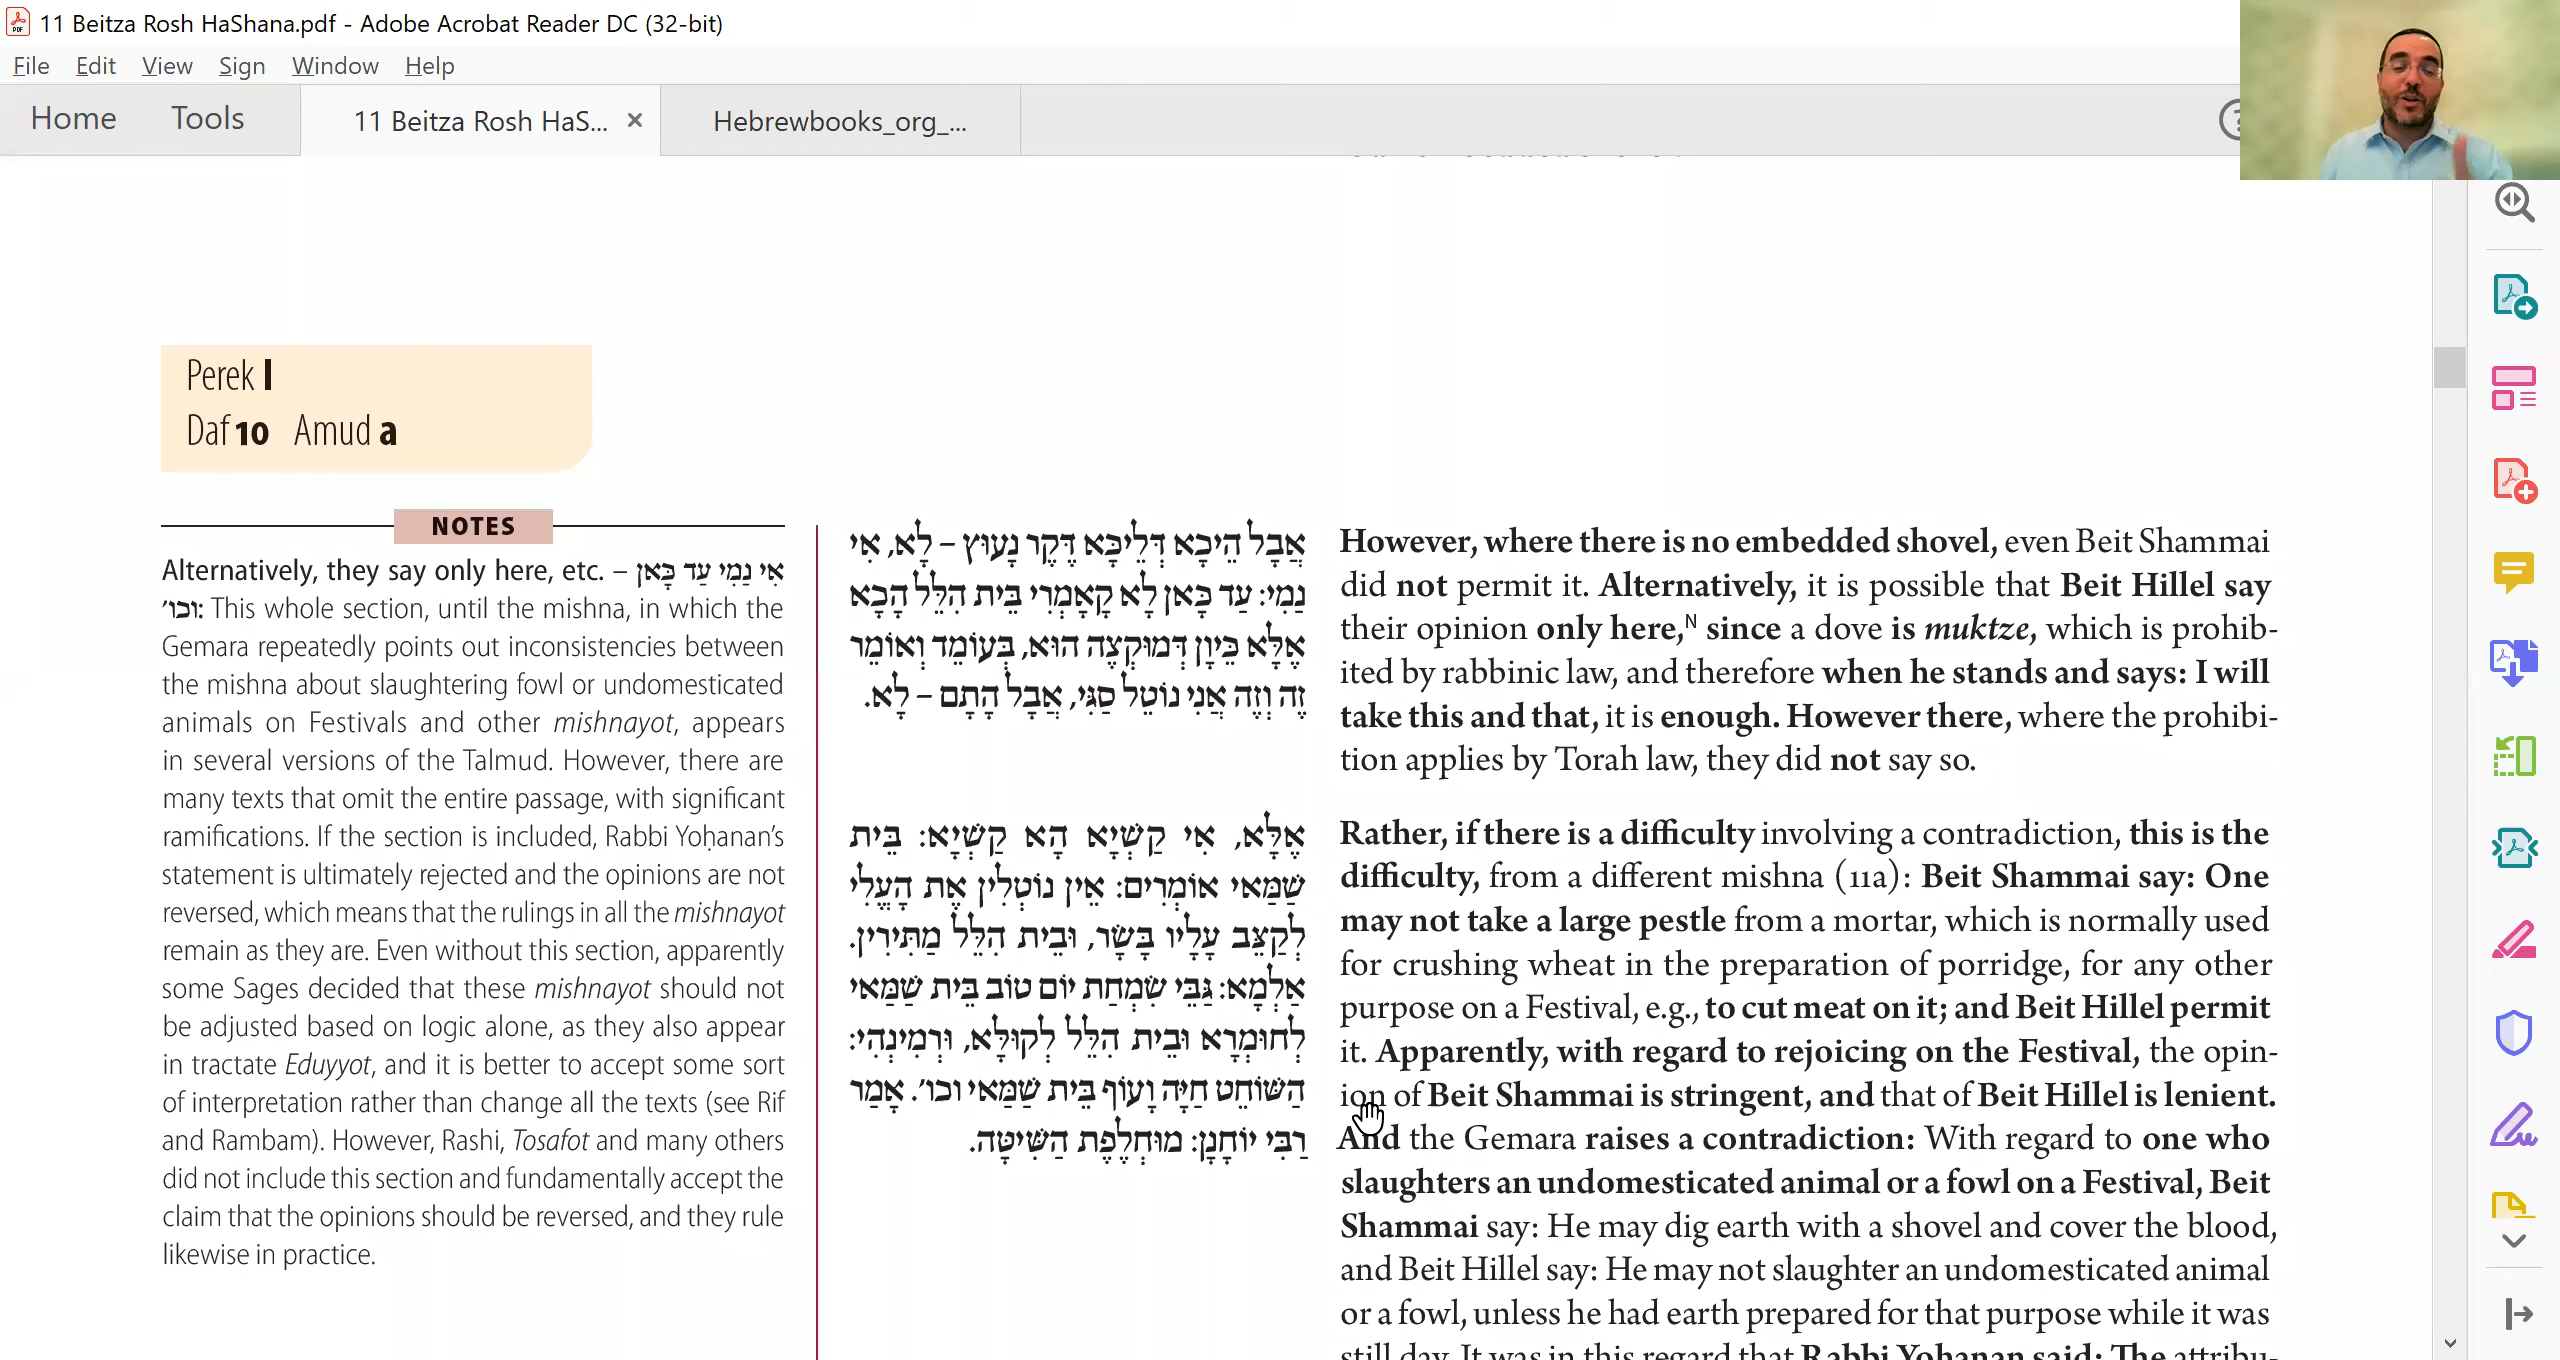 11 Beitza Rosh HaShana.pdf - Adobe Acrobat Reader DC (32-bit)
File Edit View Sign Window Help
Home Tools 11 Beitza Rosh HaS... × Hebrewbooks_org_...
Perek I
Daf 10 Amud a
NOTES
Alternatively, they say only here, etc. – אִי נַמִי עַד כָּאן
וכו׳: This whole section, until the mishna, in which the
Gemara repeatedly points out inconsistencies between
the mishna about slaughtering fowl or undomesticated
animals on Festivals and other mishnayot, appears
in several versions of the Talmud. However, there are
many texts that omit the entire passage, with significant
ramifications. If the section is included, Rabbi Yoḥanan's
statement is ultimately rejected and the opinions are not
reversed, which means that the rulings in all the mishnayot
remain as they are. Even without this section, apparently
some Sages decided that these mishnayot should not
be adjusted based on logic alone, as they also appear
in tractate Eduyyot, and it is better to accept some sort
of interpretation rather than change all the texts (see Rif
and Rambam). However, Rashi, Tosafot and many others
did not include this section and fundamentally accept the
claim that the opinions should be reversed, and they rule
likewise in practice.
אֲבָל הֵיכָא דְּלֵיכָּא דֶּקֶר נָעוּץ – לָא, אִי
נַמִי: עַד כָּאן לָא קָאָמְרִי בֵּית הִלֵּל הָכָא
אֶלָּא כֵּיוָן דְּמוּקְצֶה הוּא, בְּעוֹמֵד וְאוֹמֵר
זֶה וְזֶה אֲנִי נוֹטֵל סַגִּי, אֲבָל הָתָם – לָא.
אֶלָּא, אִי קַשְׁיָא הָא קַשְׁיָא: בֵּית
שַׁמַּאי אוֹמְרִים: אֵין נוֹטְלִין אֶת הָעֱלִי
לְקַצֵּב עָלָיו בָּשָׂר, וּבֵית הִלֵּל מַתִּירִין.
אַלְמָא: גַּבֵּי שִׂמְחַת יוֹם טוֹב בֵּית שַׁמַּאי
לְחוּמְרָא וּבֵית הִלֵּל לְקוּלָּא, וּרְמִינְהִי:
הַשּׁוֹחֵט חַיָּה וָעוֹף בֵּית שַׁמַּאי וכו׳. אָמַר
רַבִּי יוֹחָנָן: מוּחְלֶפֶת הַשִּׁיטָּה.
However, where there is no embedded shovel, even Beit Shammai
did not permit it. Alternatively, it is possible that Beit Hillel say
their opinion only here,ᴺ since a dove is muktze, which is prohib-
ited by rabbinic law, and therefore when he stands and says: I will
take this and that, it is enough. However there, where the prohibi-
tion applies by Torah law, they did not say so.
Rather, if there is a difficulty involving a contradiction, this is the
difficulty, from a different mishna (11a): Beit Shammai say: One
may not take a large pestle from a mortar, which is normally used
for crushing wheat in the preparation of porridge, for any other
purpose on a Festival, e.g., to cut meat on it; and Beit Hillel permit
it. Apparently, with regard to rejoicing on the Festival, the opin-
ion of Beit Shammai is stringent, and that of Beit Hillel is lenient.
And the Gemara raises a contradiction: With regard to one who
slaughters an undomesticated animal or a fowl on a Festival, Beit
Shammai say: He may dig earth with a shovel and cover the blood,
and Beit Hillel say: He may not slaughter an undomesticated animal
or a fowl, unless he had earth prepared for that purpose while it was
still day. It was in this regard that Rabbi Yoḥanan said: The attribu-